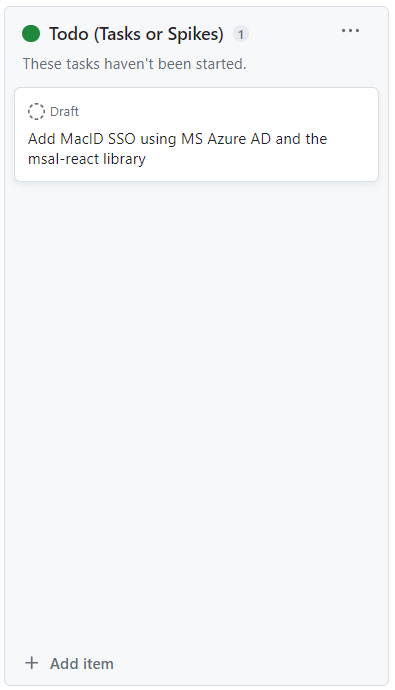 Todo (Tasks or Spikes) 1
These tasks haven't been started.
Draft
Add MacID SSO using MS Azure AD and the
msal-react library
Add item